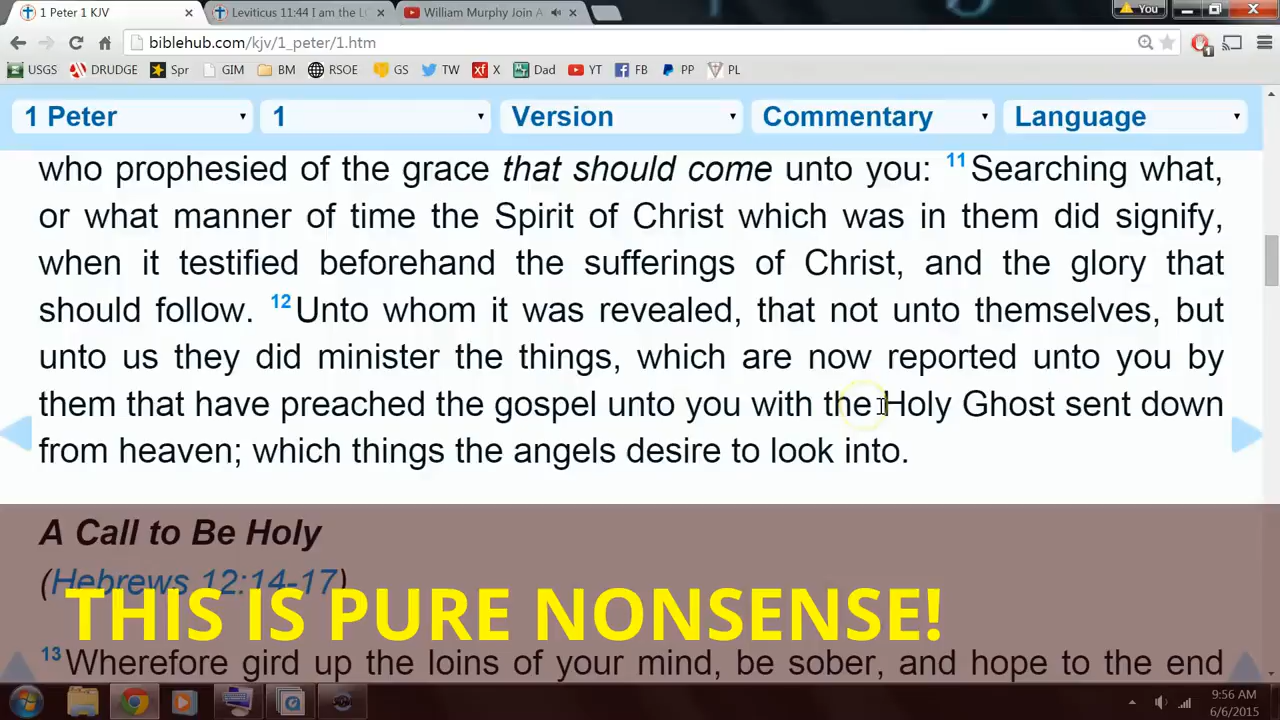 1 Peter 1 KJV × Leviticus 11:44 I am the L × William Murphy Join A × You
biblehub.com/kjv/1_peter/1.htm
USGS DRUDGE Spr GIM BM RSOE GS TW X Dad YT FB PP PL
1 Peter 1 Version Commentary Language
who prophesied of the grace that should come unto you: 11Searching what,
or what manner of time the Spirit of Christ which was in them did signify,
when it testified beforehand the sufferings of Christ, and the glory that
should follow. 12Unto whom it was revealed, that not unto themselves, but
unto us they did minister the things, which are now reported unto you by
them that have preached the gospel unto you with the Holy Ghost sent down
from heaven; which things the angels desire to look into.
A Call to Be Holy
(Hebrews 12:14-17)
THIS IS PURE NONSENSE!
13Wherefore gird up the loins of your mind, be sober, and hope to the end
9:56 AM
6/6/2015